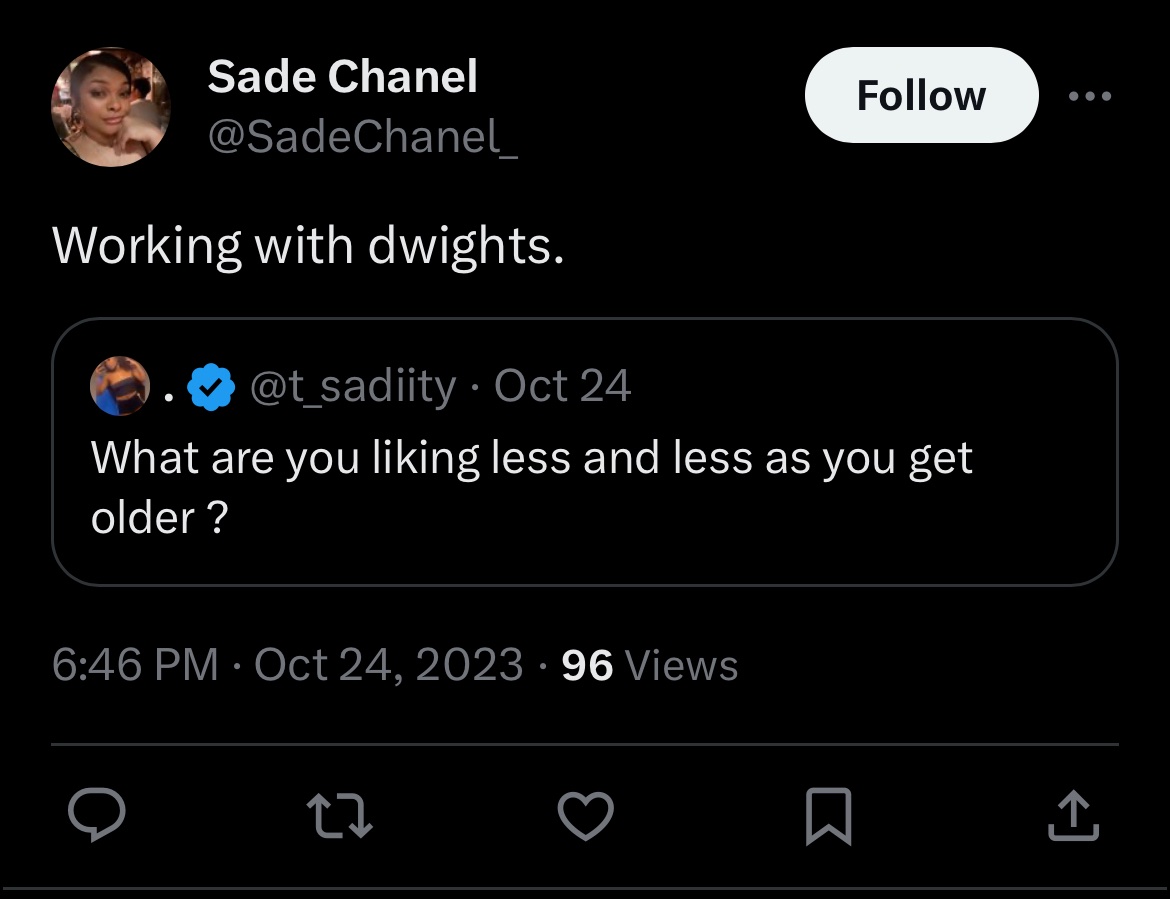 Sade Chanel
@SadeChanel_
Follow
Working with dwights.
. @t_sadiity · Oct 24
What are you liking less and less as you get
older ?
6:46 PM · Oct 24, 2023 · 96 Views